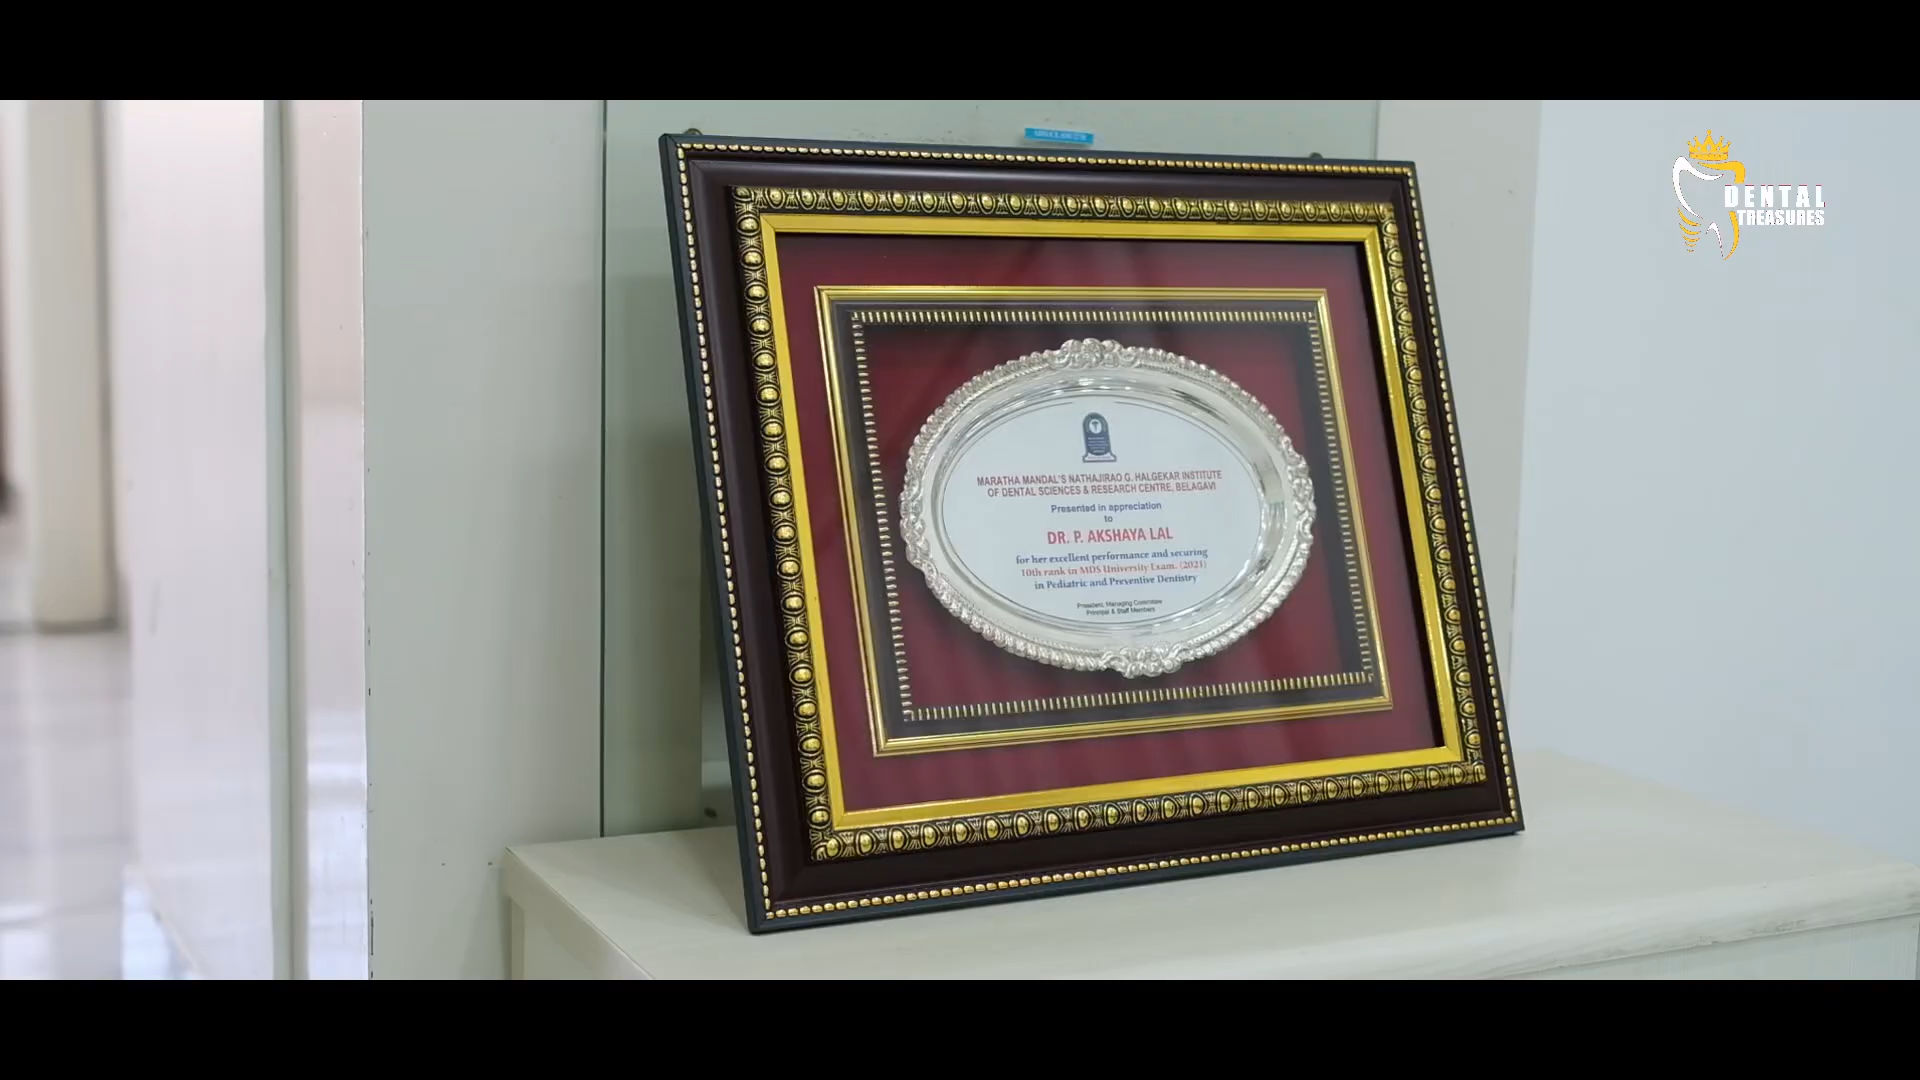 DENTAL
TREASURES
MARATHA MANDAL'S NATHAJIRAO G. HALGEKAR INSTITUTE
OF DENTAL SCIENCES & RESEARCH CENTRE, BELAGAVI
Presented in appreciation
to
DR. P. AKSHAYA LAL
for her excellent performance and securing
10th rank in MDS University Exam. (2021)
in Pediatric and Preventive Dentistry
President, Managing Committee
Principal & Staff Members